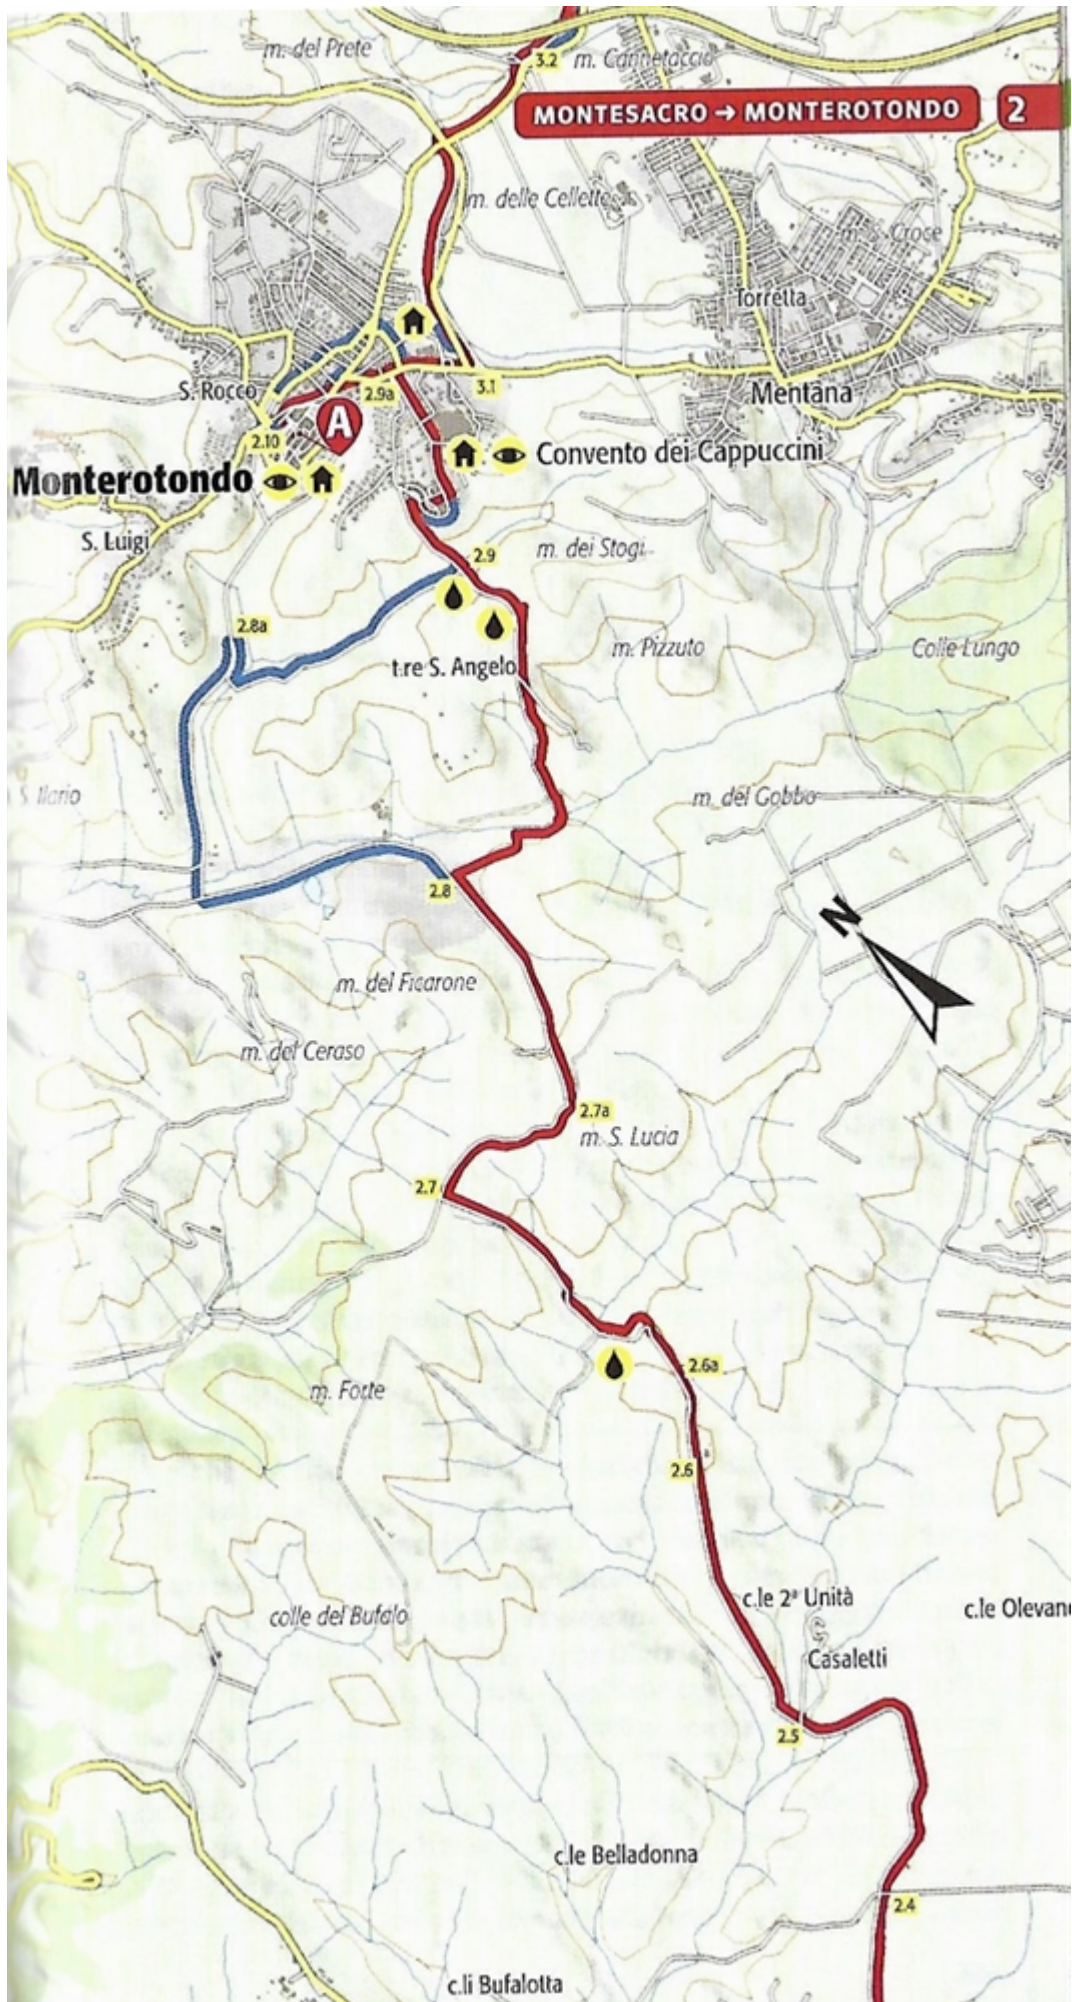 m. del Prete
3.2
m. Cannetaccio
MONTESACRO → MONTEROTONDO 2
m. delle Cellette
m. S. Croce
Torretta
S. Rocco
2.9a
3.1
Mentana
A
2.10
Convento dei Cappuccini
Monterotondo
S. Luigi
2.9
m. dei Stogi
2.8a
m. Pizzuto
Colle Lungo
t.re S. Angelo
S. Ilario
m. del Gobbo
2.8
N
m. del Ficarone
m. del Ceraso
2.7a
m. S. Lucia
2.7
2.6a
m. Forte
2.6
c.le 2ª Unità
colle del Bufalo
c.le Olevan
Casaletti
2.5
c.le Belladonna
2.4
c.li Bufalotta